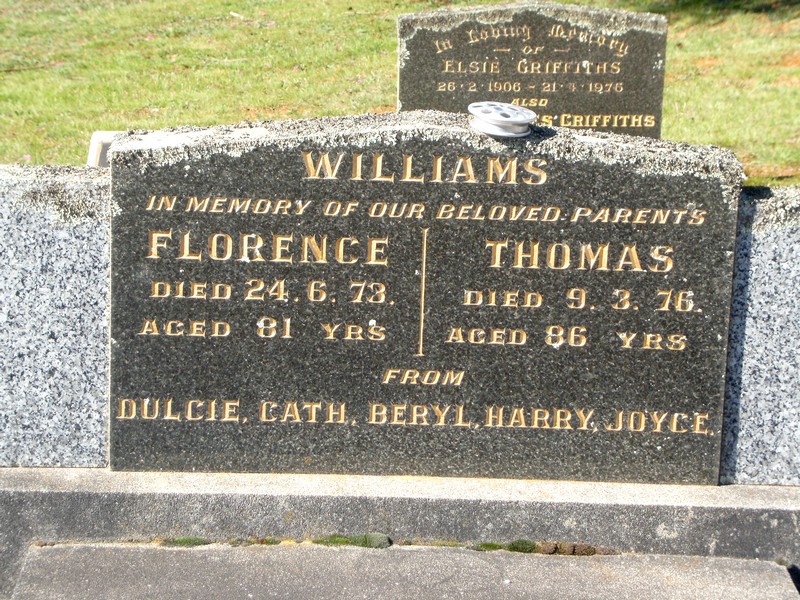 In Loving Memory
OF
ELSIE GRIFFITHS
26·2·1906 – 21·4·1976
ALSO
GRIFFITHS
WILLIAMS
IN MEMORY OF OUR BELOVED PARENTS
FLORENCE
DIED 24.6.73.
AGED 81 YRS
THOMAS
DIED 9.3.76.
AGED 86 YRS
FROM
DULCIE, CATH, BERYL, HARRY, JOYCE.